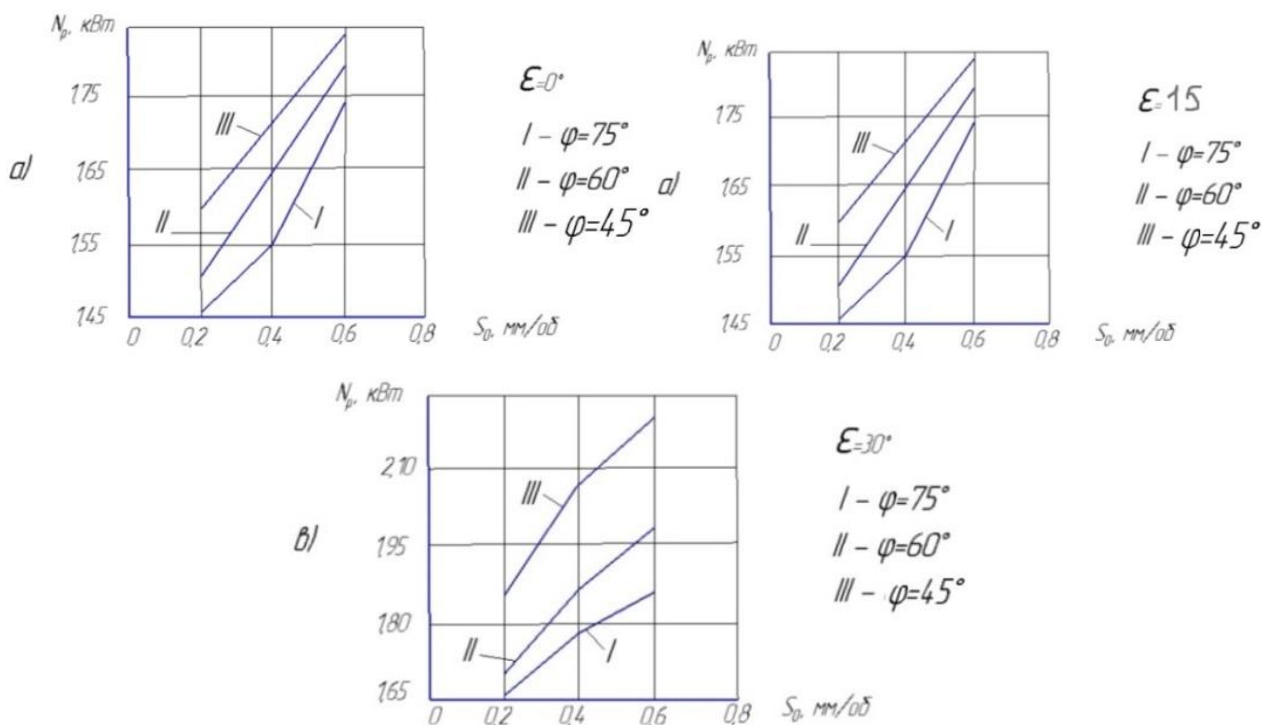 Nр, кВт
1,75
1,65
1,55
1,45
0
0,2
0,4
0,6
0,8
S₀, мм/об
а)
III
II
I
ε=0°
I – φ=75°
II – φ=60°
III – φ=45°
Nр, кВт
1,75
1,65
1,55
1,45
0
0,2
0,4
0,6
0,8
S₀, мм/об
а)
III
II
I
ε=15
I – φ=75°
II – φ=60°
III – φ=45°
Nр, кВт
2,10
1,95
1,80
1,65
0
0,2
0,4
0,6
0,8
S₀, мм/об
в)
III
II
I
ε=30°
I – φ=75°
II – φ=60°
III – φ=45°